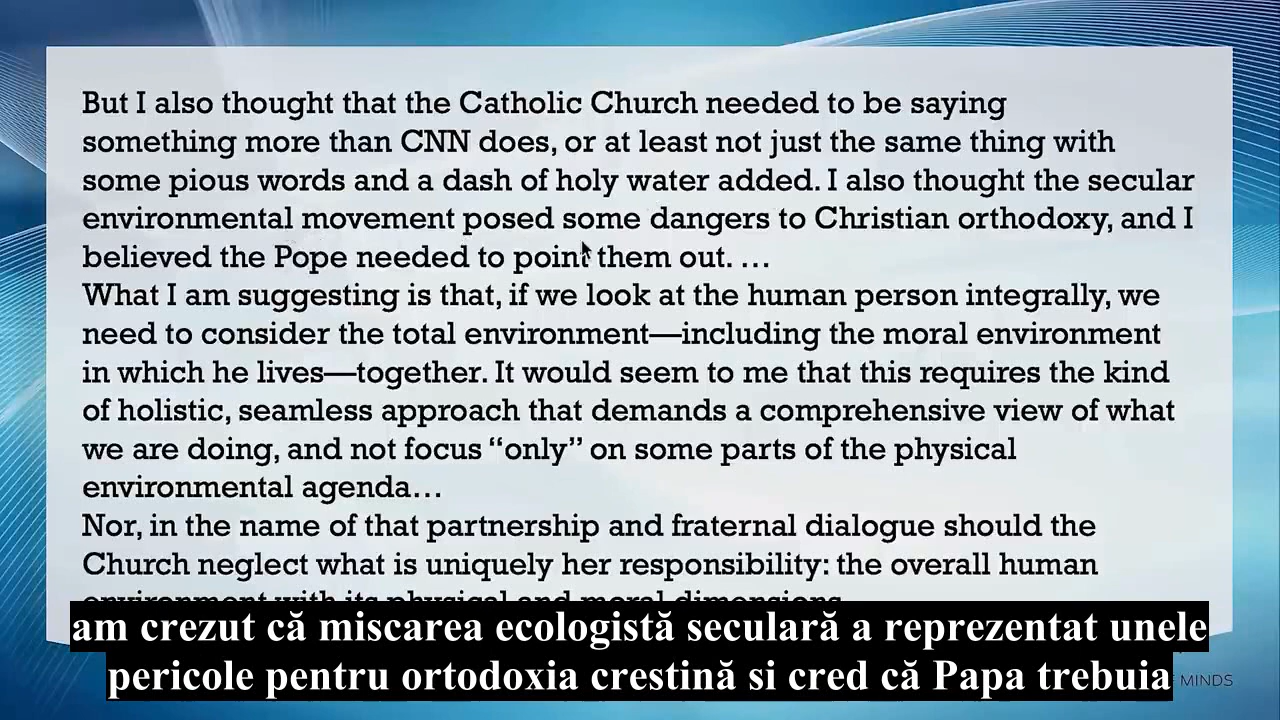 But I also thought that the Catholic Church needed to be saying
something more than CNN does, or at least not just the same thing with
some pious words and a dash of holy water added. I also thought the secular
environmental movement posed some dangers to Christian orthodoxy, and I
believed the Pope needed to point them out. …
What I am suggesting is that, if we look at the human person integrally, we
need to consider the total environment—including the moral environment
in which he lives—together. It would seem to me that this requires the kind
of holistic, seamless approach that demands a comprehensive view of what
we are doing, and not focus “only” on some parts of the physical
environmental agenda…
Nor, in the name of that partnership and fraternal dialogue should the
Church neglect what is uniquely her responsibility: the overall human
environment with its physical and moral dimensions.
am crezut că miscarea ecologistă seculară a reprezentat unele
pericole pentru ortodoxia crestină si cred că Papa trebuia
MINDS